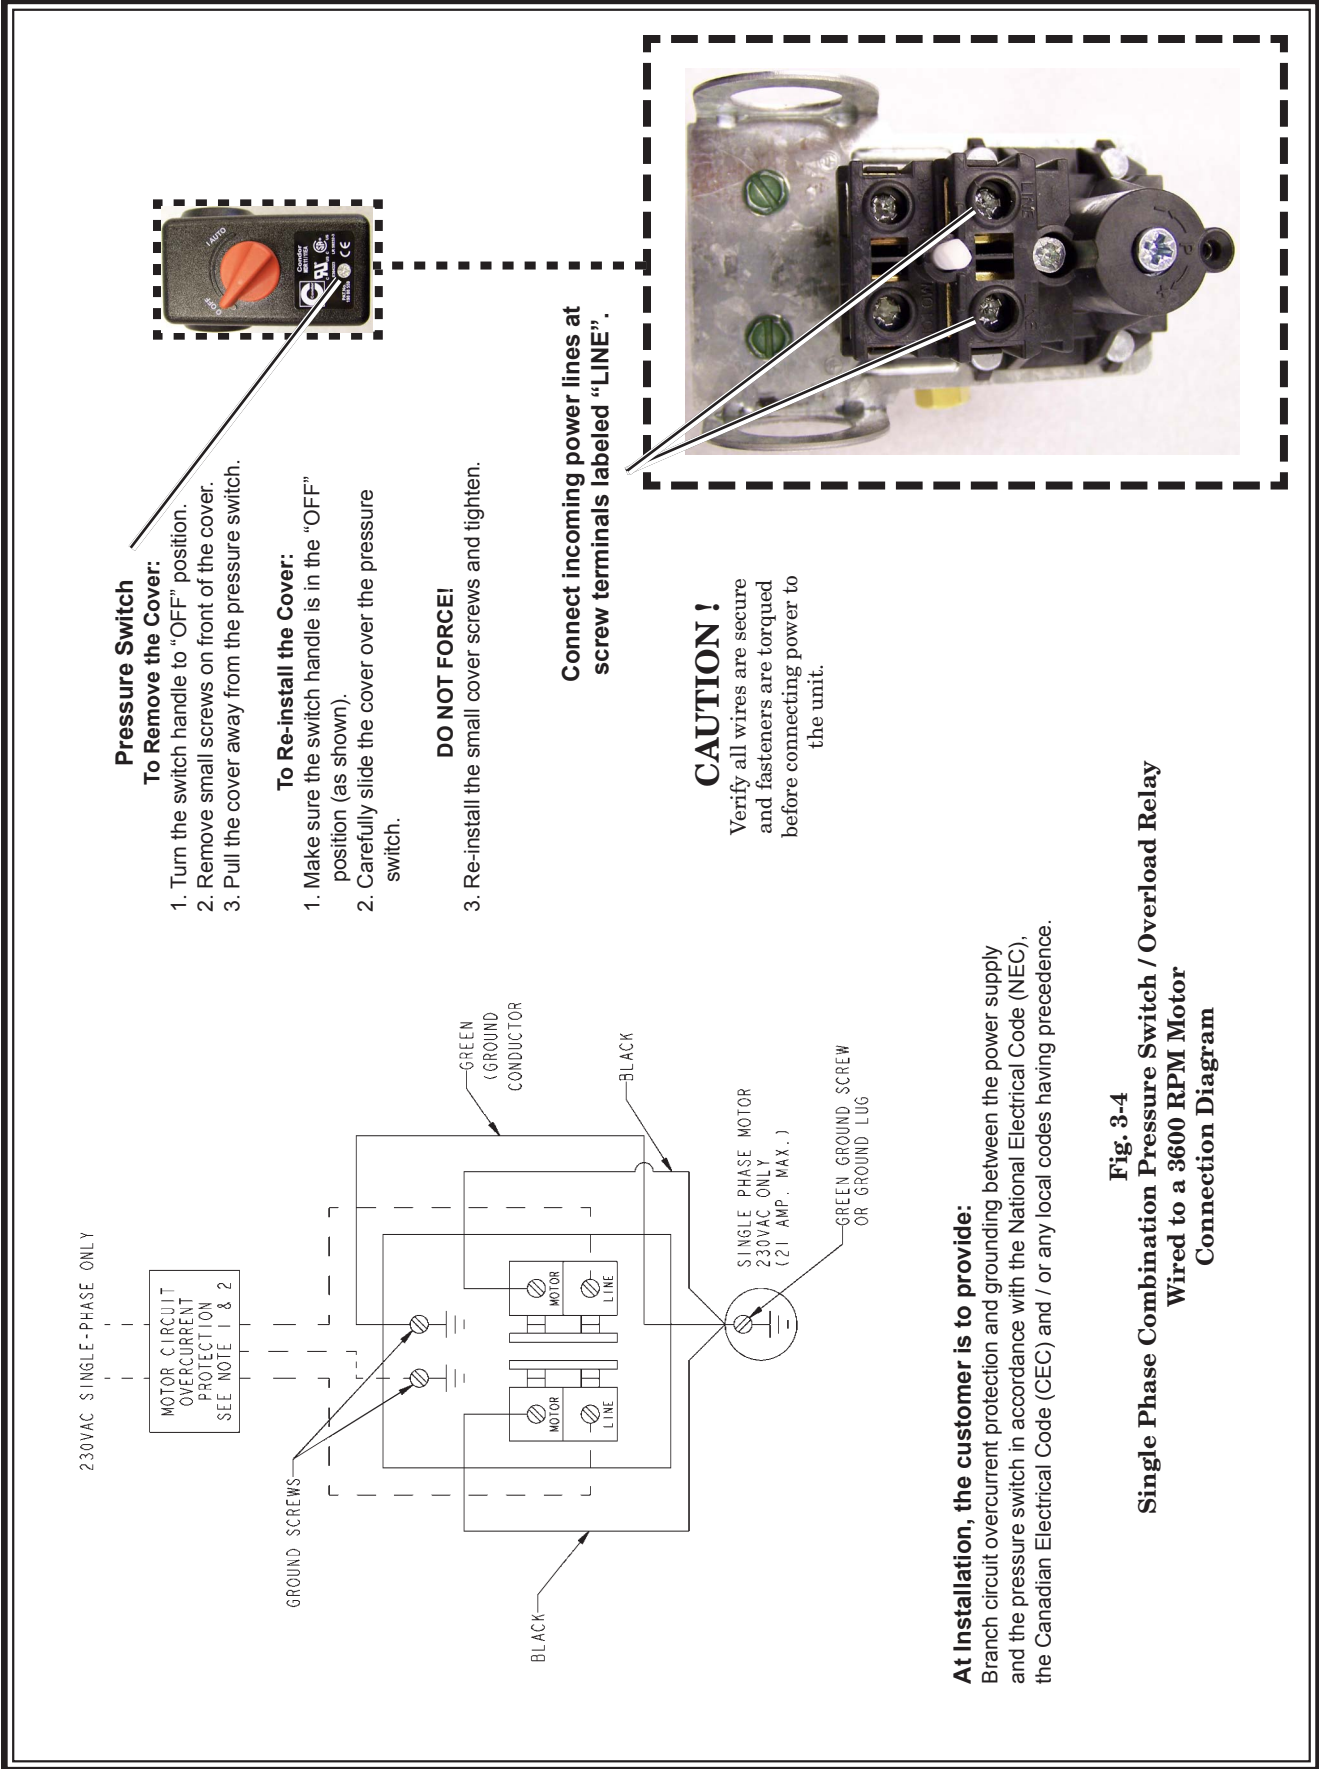 230VAC SINGLE-PHASE ONLY
MOTOR CIRCUIT
OVERCURRENT
PROTECTION
SEE NOTE 1 & 2
GROUND SCREWS
GREEN
(GROUND
CONDUCTOR
MOTOR
LINE
MOTOR
LINE
BLACK
BLACK
SINGLE PHASE MOTOR
230VAC ONLY
(21 AMP. MAX.)
GREEN GROUND SCREW
OR GROUND LUG
Pressure Switch
To Remove the Cover:
1. Turn the switch handle to “OFF” position.
2. Remove small screws on front of the cover.
3. Pull the cover away from the pressure switch.
To Re-install the Cover:
1. Make sure the switch handle is in the “OFF”
position (as shown).
2. Carefully slide the cover over the pressure
switch.
DO NOT FORCE!
3. Re-install the small cover screws and tighten.
O OFF
I AUTO
Condor
Connect incoming power lines at
screw terminals labeled “LINE”.
CAUTION !
Verify all wires are secure
and fasteners are torqued
before connecting power to
the unit.
At Installation, the customer is to provide:
Branch circuit overcurrent protection and grounding between the power supply
and the pressure switch in accordance with the National Electrical Code (NEC),
the Canadian Electrical Code (CEC) and / or any local codes having precedence.
Fig. 3-4
Single Phase Combination Pressure Switch / Overload Relay
Wired to a 3600 RPM Motor
Connection Diagram